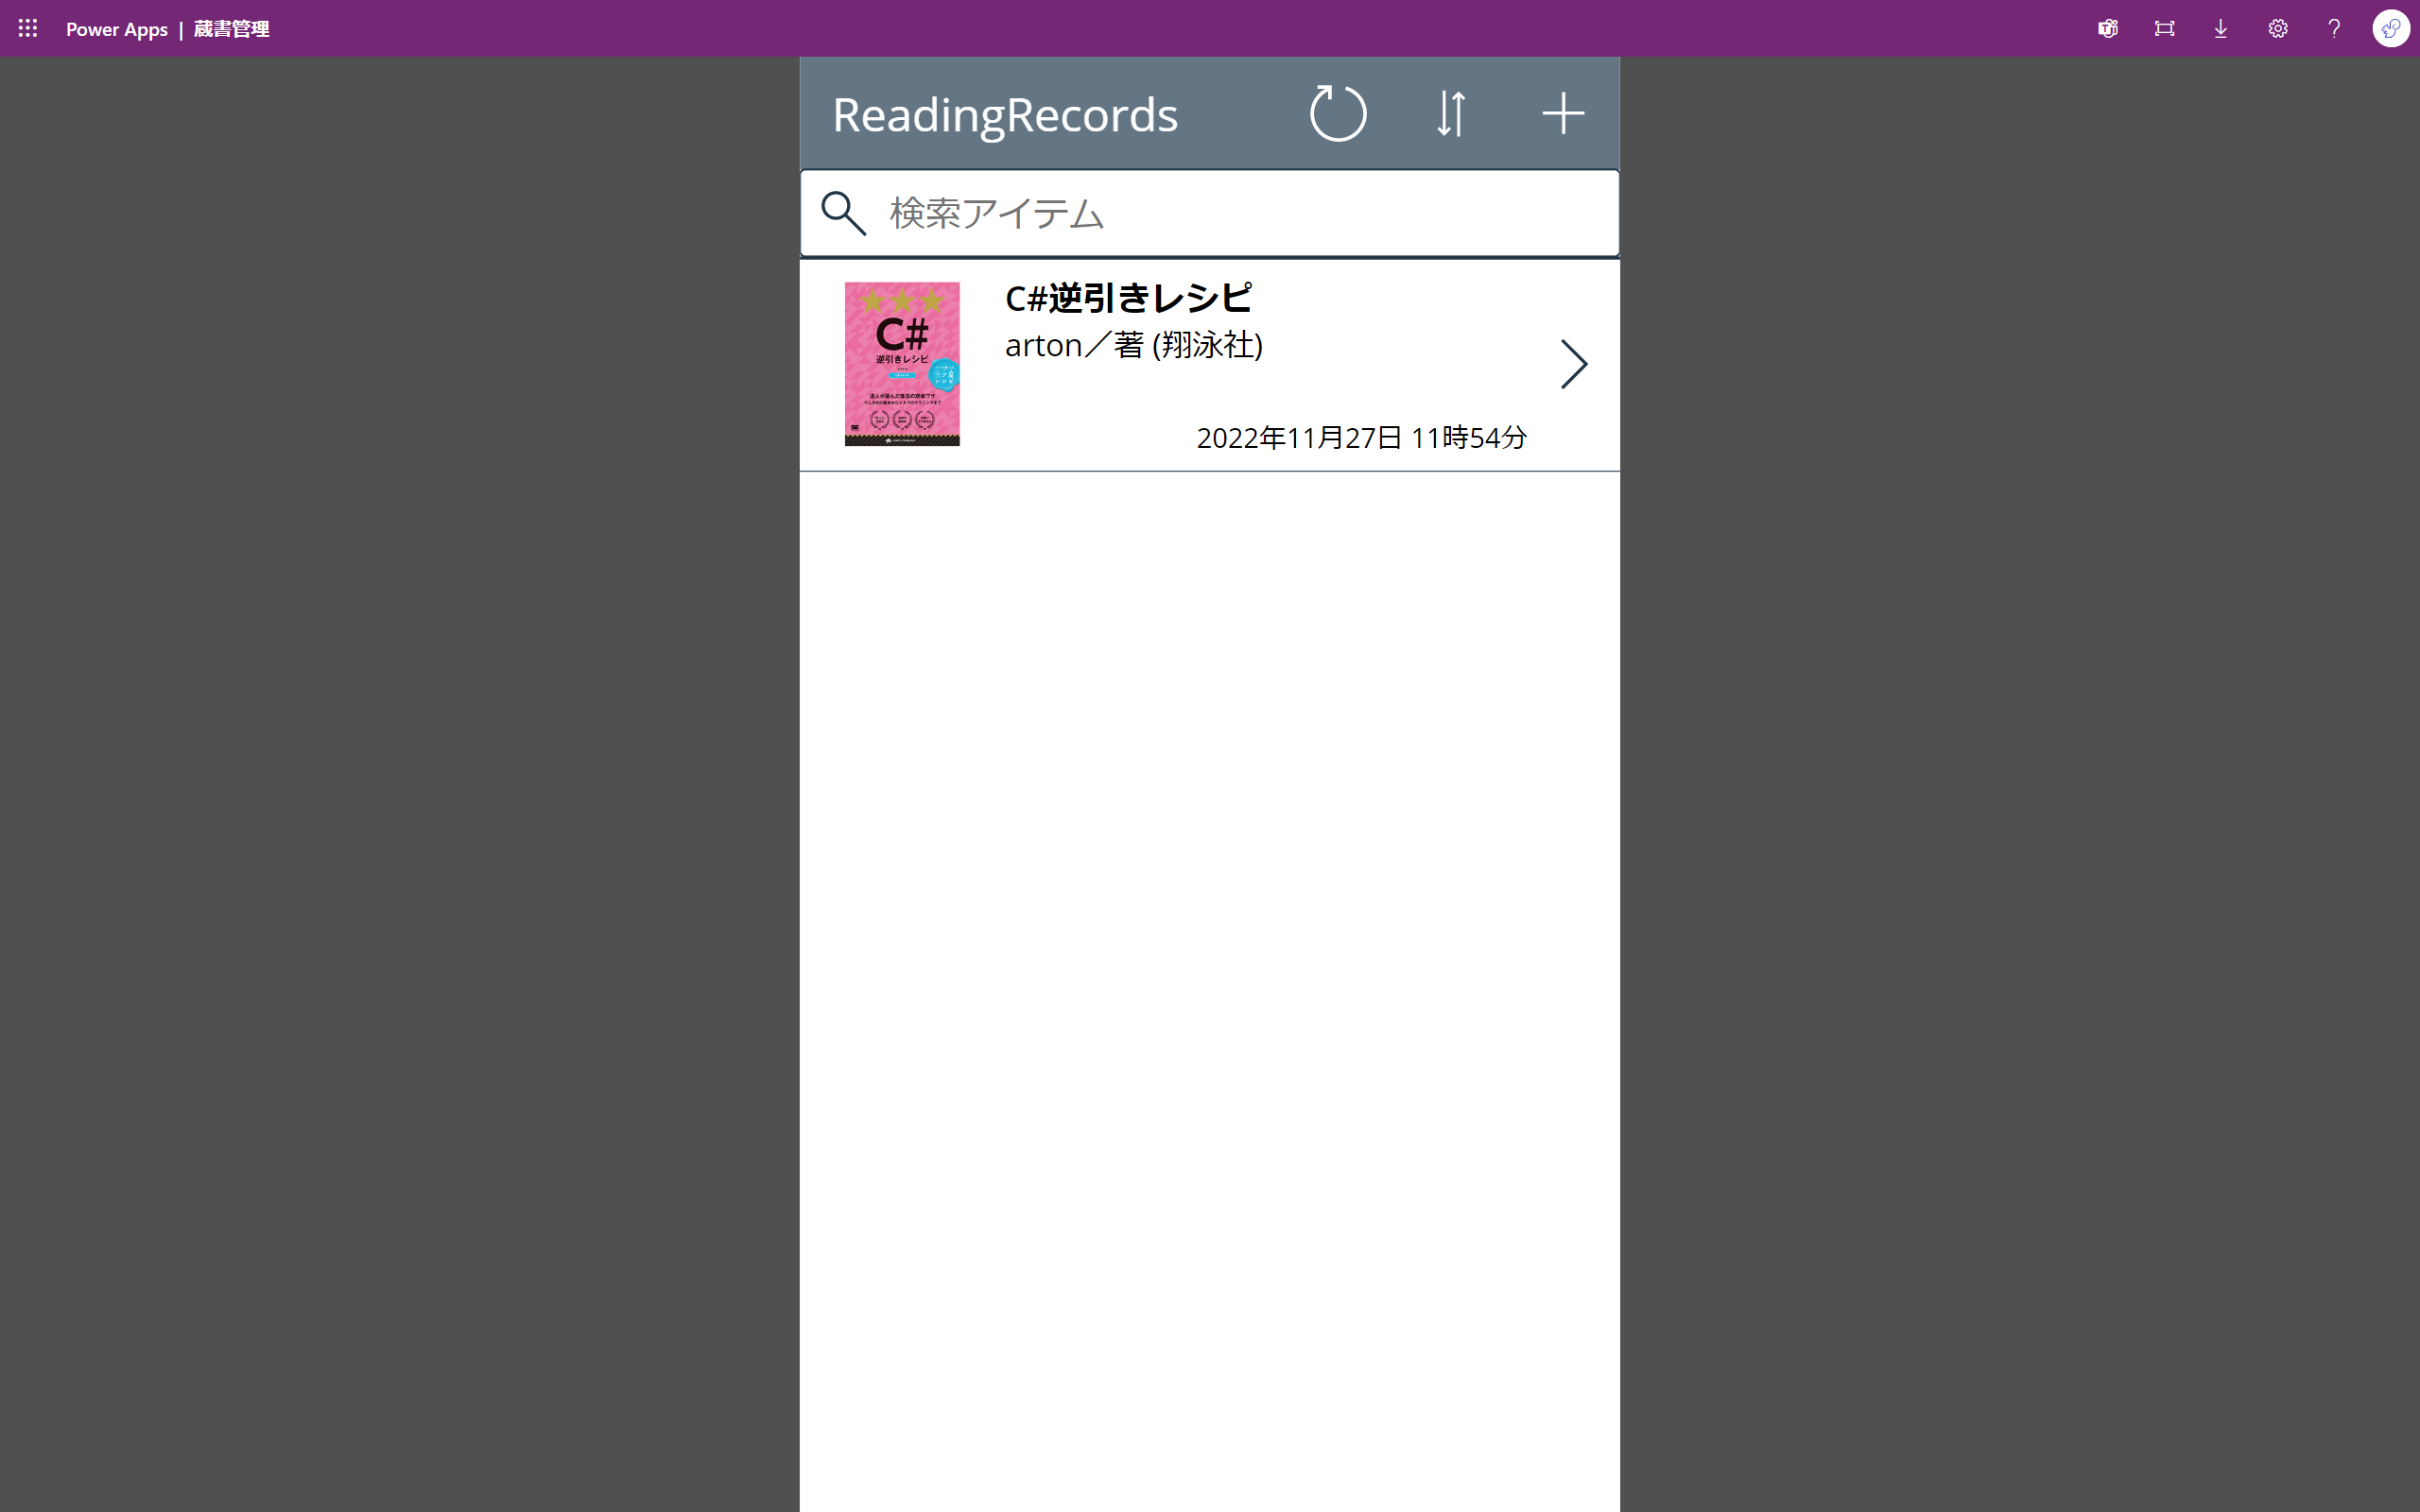 Power Apps | 蔵書管理
ReadingRecords
検索アイテム
C#逆引きレシピ
arton／著 (翔泳社)
2022年11月27日 11時54分
C#
逆引きレシピ